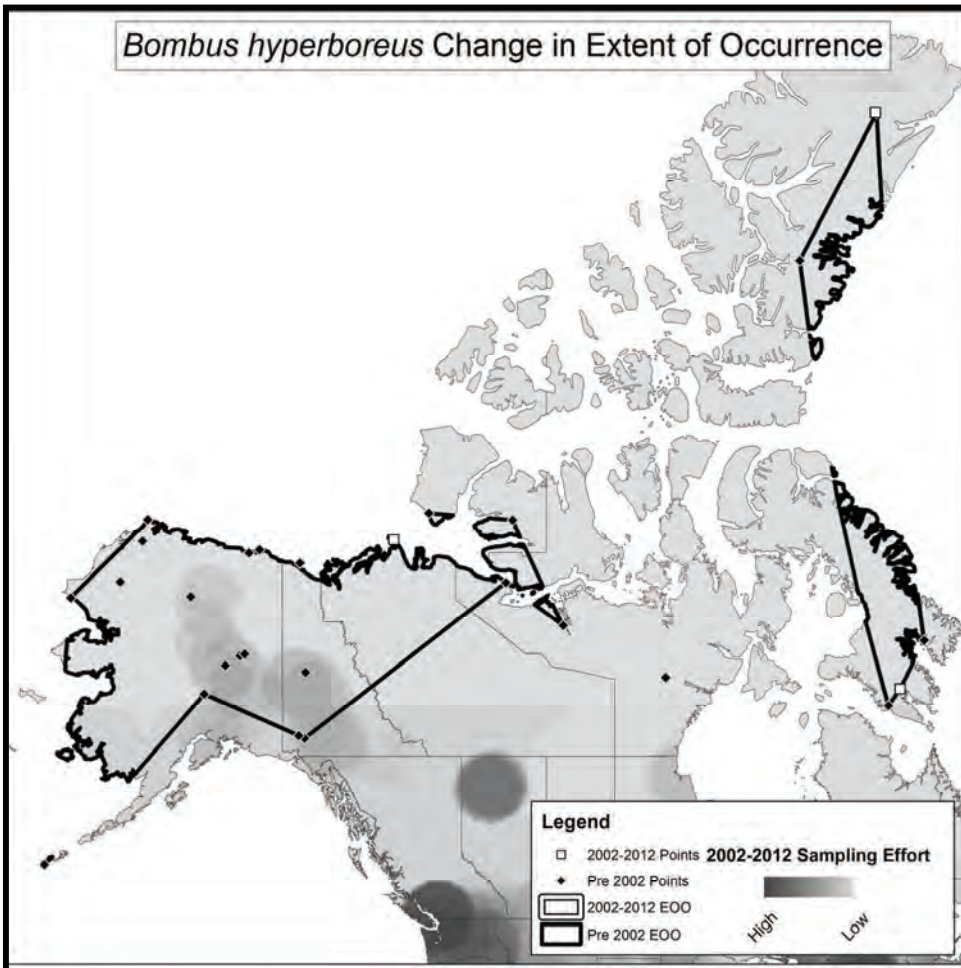 Bombus hyperboreus Change in Extent of Occurrence
Legend
2002-2012 Points
Pre 2002 Points
2002-2012 EOO
Pre 2002 EOO
2002-2012 Sampling Effort
High
Low